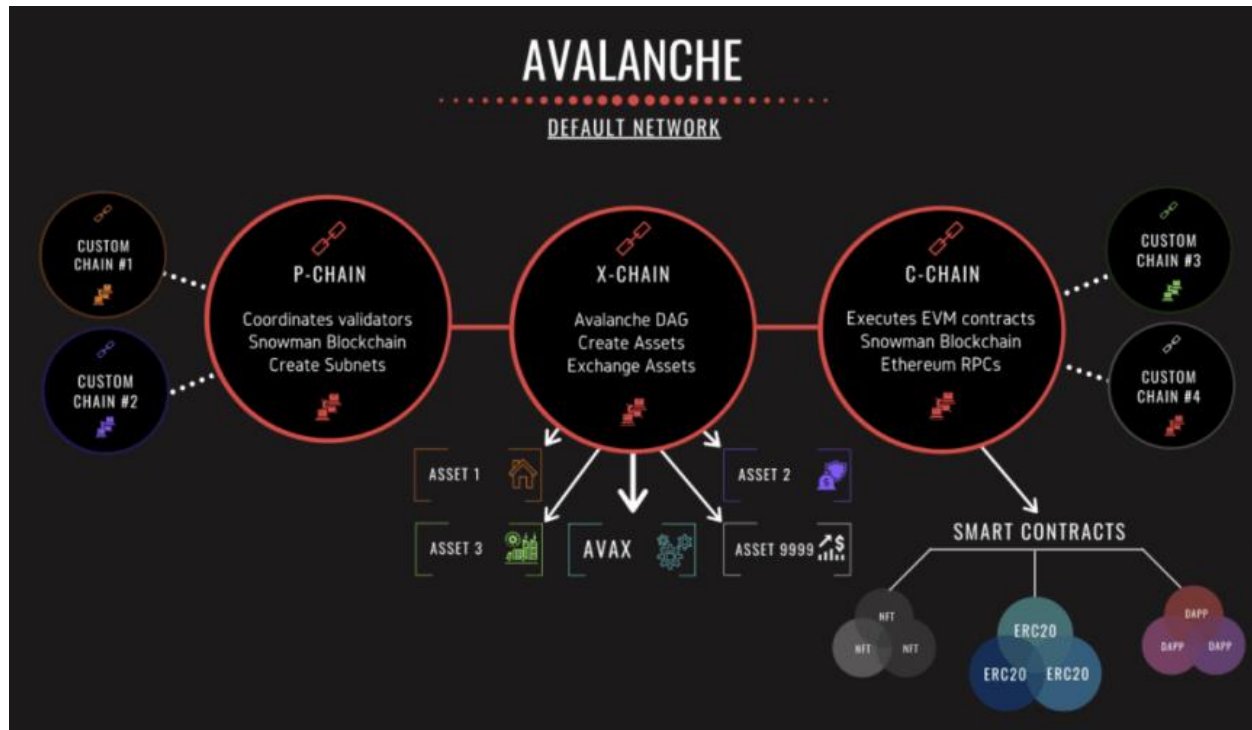 AVALANCHE
DEFAULT NETWORK
CUSTOM
CHAIN #1
CUSTOM
CHAIN #2
P-CHAIN
Coordinates validators
Snowman Blockchain
Create Subnets
X-CHAIN
Avalanche DAG
Create Assets
Exchange Assets
C-CHAIN
Executes EVM contracts
Snowman Blockchain
Ethereum RPCs
CUSTOM
CHAIN #3
CUSTOM
CHAIN #4
ASSET 1
ASSET 2
ASSET 3
AVAX
ASSET 9999
SMART CONTRACTS
NFT
NFT
NFT
ERC20
ERC20
ERC20
DAPP
DAPP
DAPP